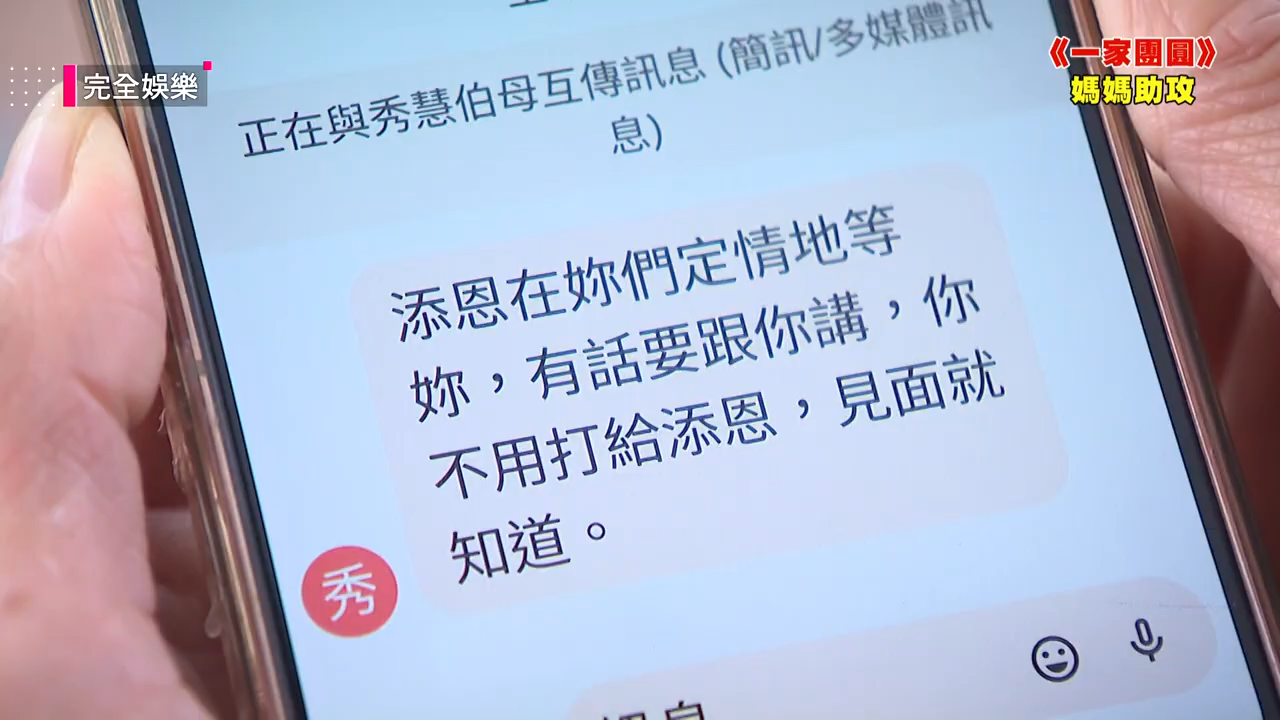 完全娛樂
《一家團圓》
媽媽助攻
正在與秀慧伯母互傳訊息 (簡訊/多媒體訊
息)
添恩在妳們定情地等
妳，有話要跟你講，你
不用打給添恩，見面就
知道。
秀
訊息